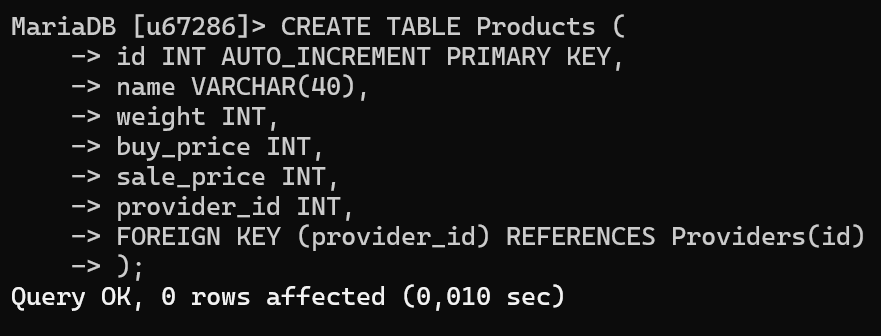 MariaDB [u67286]> CREATE TABLE Products (
    -> id INT AUTO_INCREMENT PRIMARY KEY,
    -> name VARCHAR(40),
    -> weight INT,
    -> buy_price INT,
    -> sale_price INT,
    -> provider_id INT,
    -> FOREIGN KEY (provider_id) REFERENCES Providers(id)
    -> );
Query OK, 0 rows affected (0,010 sec)